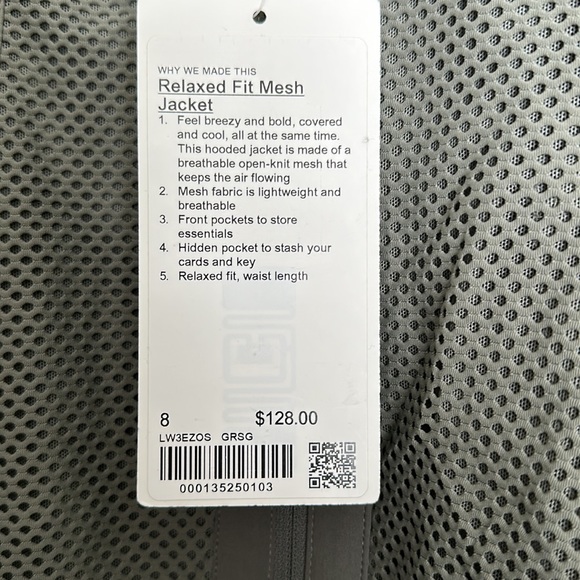 WHY WE MADE THIS
Relaxed Fit Mesh
Jacket
1. Feel breezy and bold, covered
and cool, all at the same time.
This hooded jacket is made of a
breathable open-knit mesh that
keeps the air flowing
2. Mesh fabric is lightweight and
breathable
3. Front pockets to store
essentials
4. Hidden pocket to stash your
cards and key
5. Relaxed fit, waist length
8 $128.00
LW3EZOS GRSG
000135250103